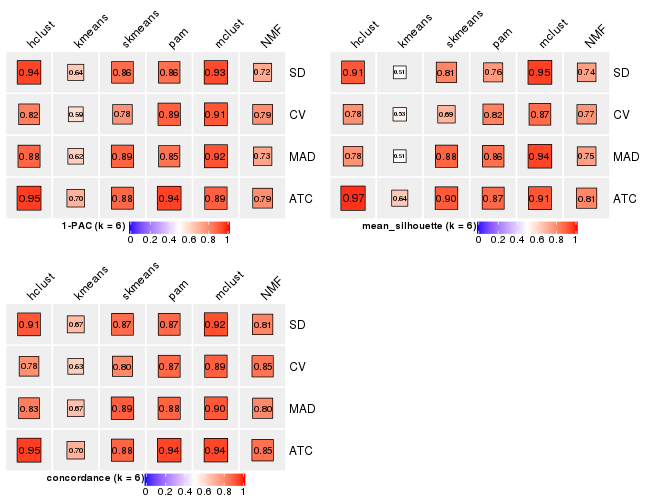 hclust kmeans skmeans pam mclust NMF
0.94 0.64 0.86 0.86 0.93 0.72 SD
0.82 0.59 0.78 0.89 0.91 0.79 CV
0.88 0.62 0.89 0.85 0.92 0.73 MAD
0.95 0.70 0.88 0.94 0.89 0.79 ATC
1-PAC (k = 6)
0 0.2 0.4 0.6 0.8 1
hclust kmeans skmeans pam mclust NMF
0.91 0.51 0.81 0.76 0.95 0.74 SD
0.78 0.53 0.69 0.82 0.87 0.77 CV
0.78 0.51 0.88 0.86 0.94 0.75 MAD
0.97 0.64 0.90 0.87 0.91 0.81 ATC
mean_silhouette (k = 6)
0 0.2 0.4 0.6 0.8 1
hclust kmeans skmeans pam mclust NMF
0.91 0.67 0.87 0.87 0.92 0.81 SD
0.78 0.63 0.80 0.87 0.89 0.85 CV
0.83 0.67 0.89 0.88 0.90 0.80 MAD
0.95 0.70 0.88 0.94 0.94 0.85 ATC
concordance (k = 6)
0 0.2 0.4 0.6 0.8 1